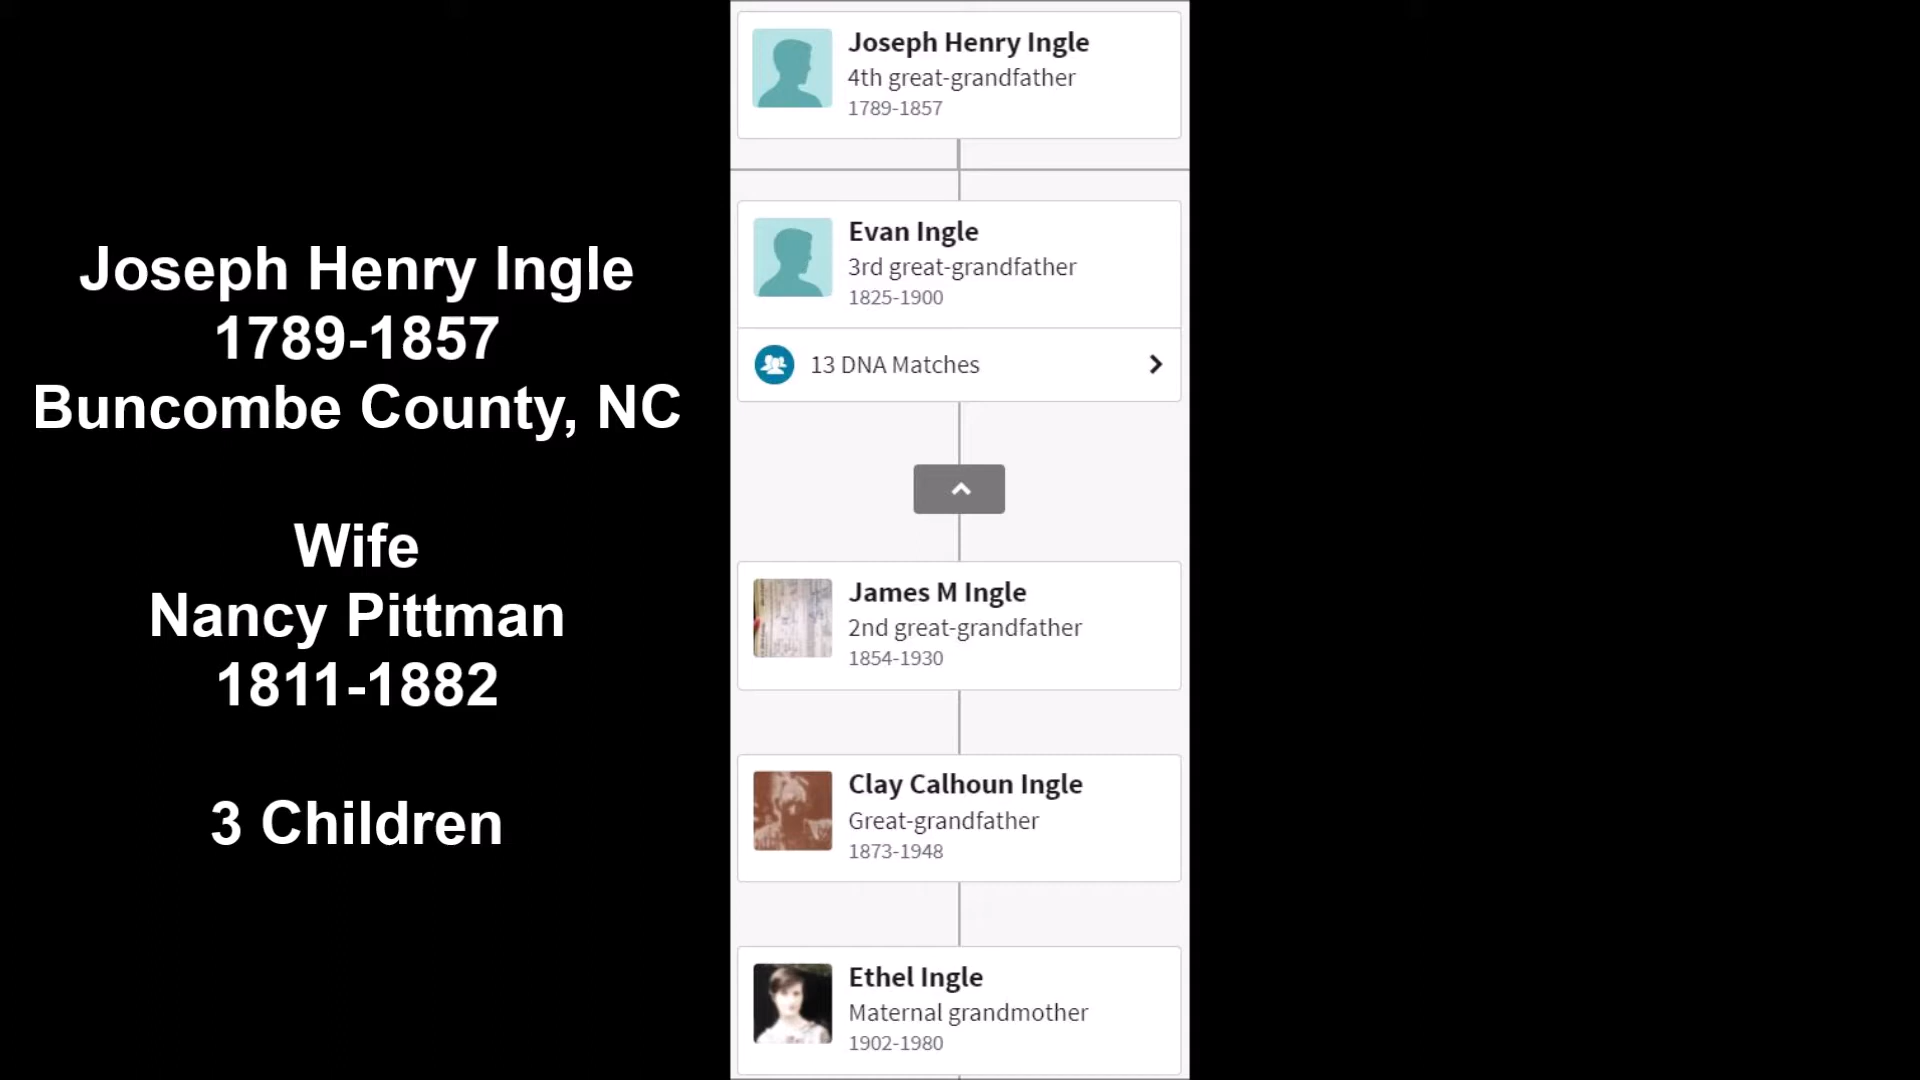 Joseph Henry Ingle
1789-1857
Buncombe County, NC
Wife
Nancy Pittman
1811-1882
3 Children
Joseph Henry Ingle
4th great-grandfather
1789-1857
Evan Ingle
3rd great-grandfather
1825-1900
13 DNA Matches
James M Ingle
2nd great-grandfather
1854-1930
Clay Calhoun Ingle
Great-grandfather
1873-1948
Ethel Ingle
Maternal grandmother
1902-1980